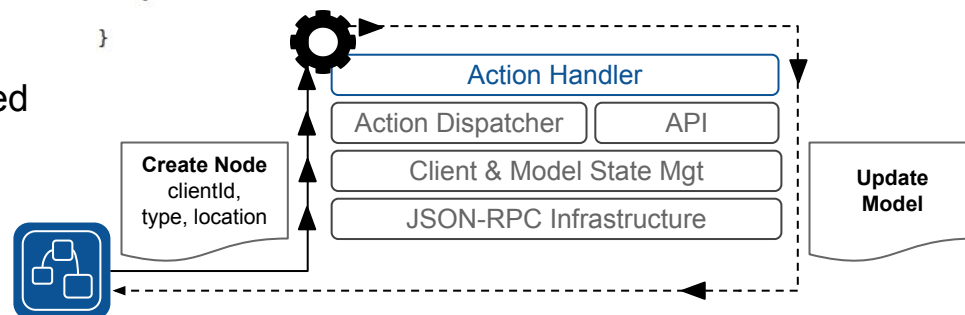 }
ed
Action Handler
Action Dispatcher
API
Create Node
clientId,
type, location
Client & Model State Mgt
Update
Model
JSON-RPC Infrastructure